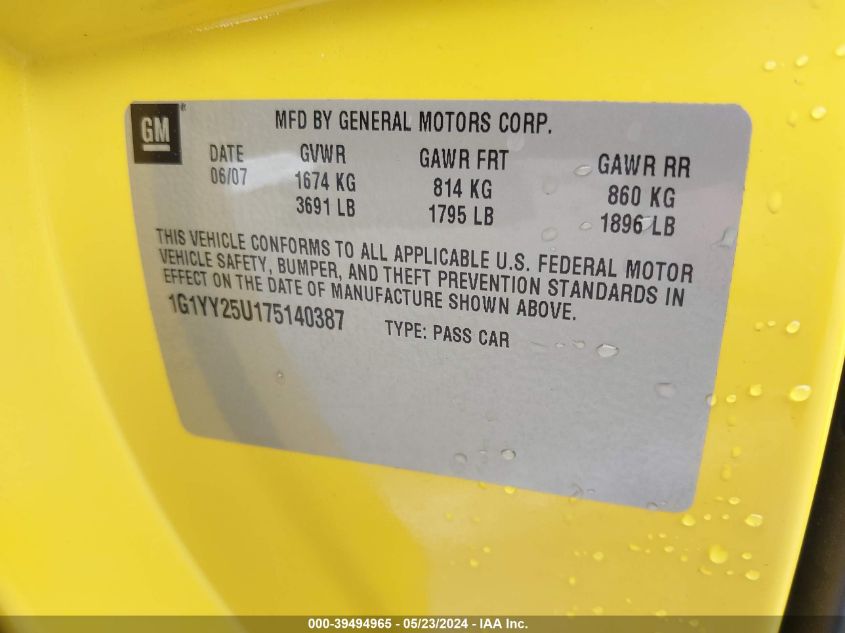 GM
MFD BY GENERAL MOTORS CORP.
DATE GVWR GAWR FRT GAWR RR
06/07 1674 KG 814 KG 860 KG
3691 LB 1795 LB 1896 LB
THIS VEHICLE CONFORMS TO ALL APPLICABLE U.S. FEDERAL MOTOR
VEHICLE SAFETY, BUMPER, AND THEFT PREVENTION STANDARDS IN
EFFECT ON THE DATE OF MANUFACTURE SHOWN ABOVE.
1G1YY25U175140387 TYPE: PASS CAR
000-39494965 - 05/23/2024 - IAA Inc.